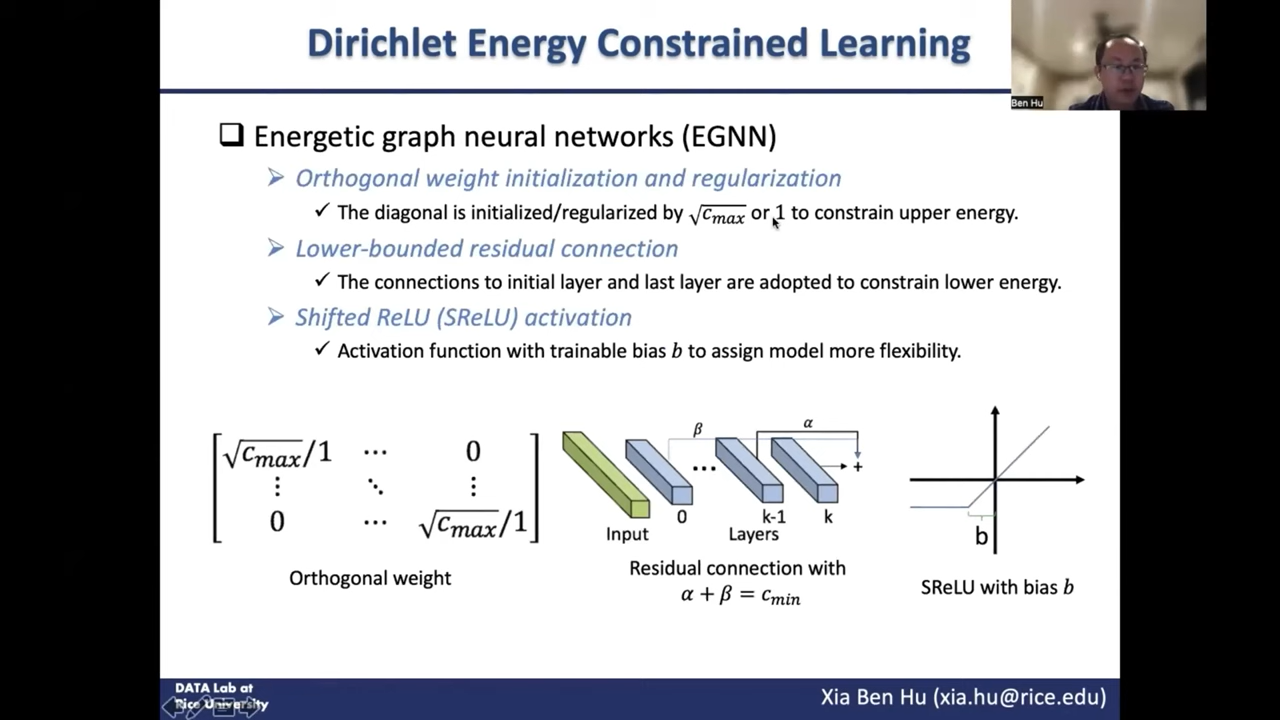 Dirichlet Energy Constrained Learning
Ben Hu
Energetic graph neural networks (EGNN)
Orthogonal weight initialization and regularization
✓ The diagonal is initialized/regularized by √c_max or 1 to constrain upper energy.
Lower-bounded residual connection
✓ The connections to initial layer and last layer are adopted to constrain lower energy.
Shifted ReLU (SReLU) activation
✓ Activation function with trainable bias b to assign model more flexibility.
√c_max/1 ⋯ 0
⋮ ⋱ ⋮
0 ⋯ √c_max/1
Orthogonal weight
β α
... +
0 k-1 k
Input Layers
Residual connection with
α + β = c_min
b
SReLU with bias b
DATA Lab at
Rice University
Xia Ben Hu (xia.hu@rice.edu)